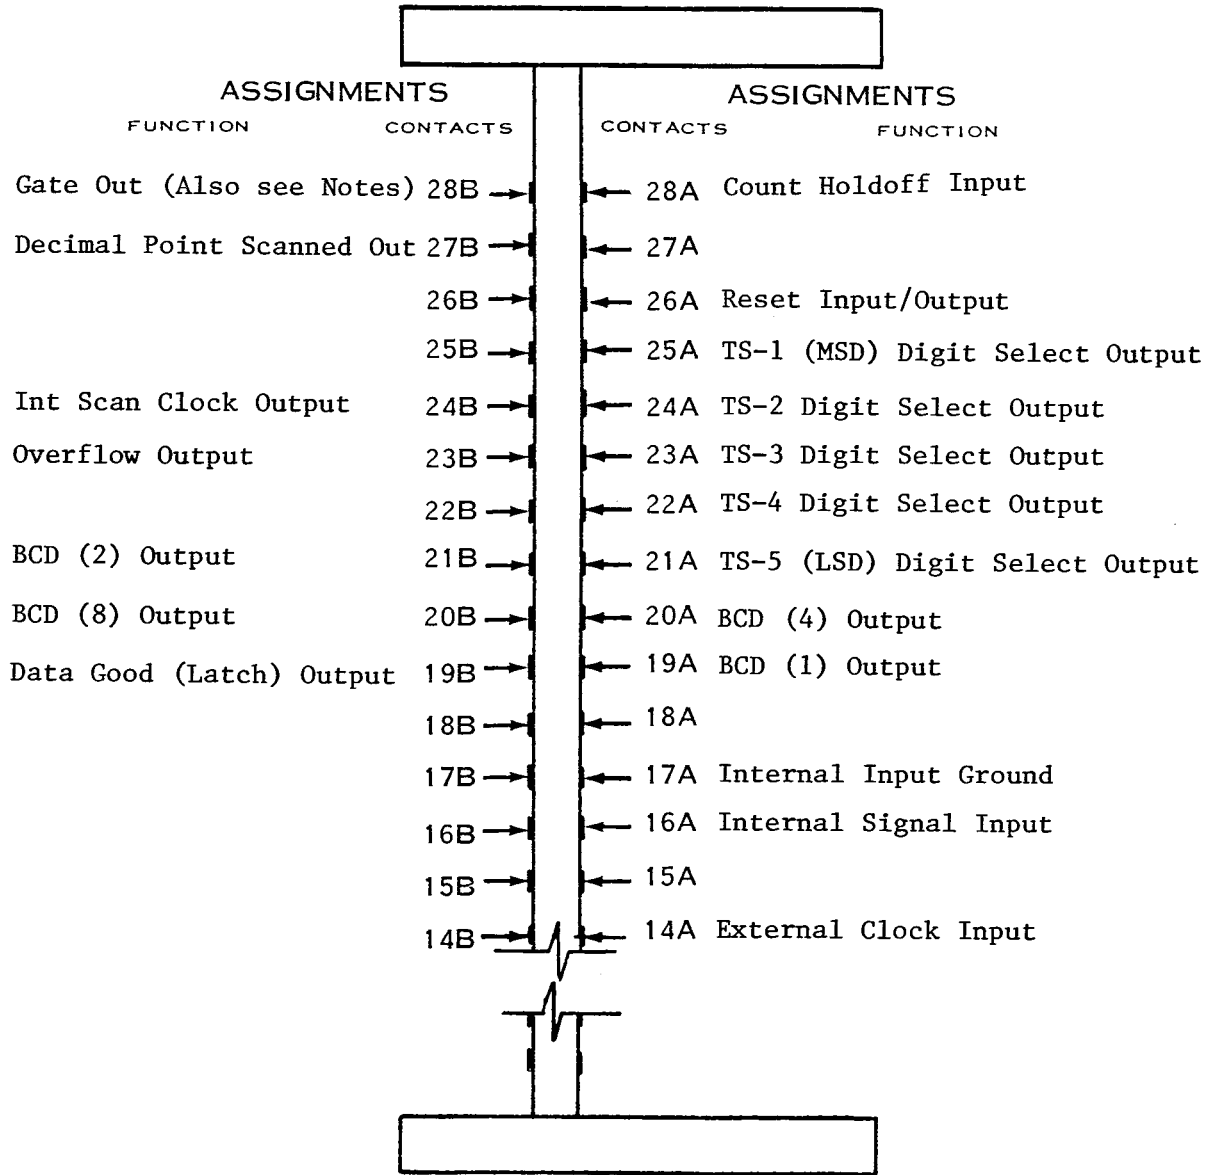 ASSIGNMENTS ASSIGNMENTS
FUNCTION CONTACTS CONTACTS FUNCTION
Gate Out (Also see Notes) 28B 28A Count Holdoff Input
Decimal Point Scanned Out 27B 27A
26B 26A Reset Input/Output
25B 25A TS-1 (MSD) Digit Select Output
Int Scan Clock Output 24B 24A TS-2 Digit Select Output
Overflow Output 23B 23A TS-3 Digit Select Output
22B 22A TS-4 Digit Select Output
BCD (2) Output 21B 21A TS-5 (LSD) Digit Select Output
BCD (8) Output 20B 20A BCD (4) Output
Data Good (Latch) Output 19B 19A BCD (1) Output
18B 18A
17B 17A Internal Input Ground
16B 16A Internal Signal Input
15B 15A
14B 14A External Clock Input